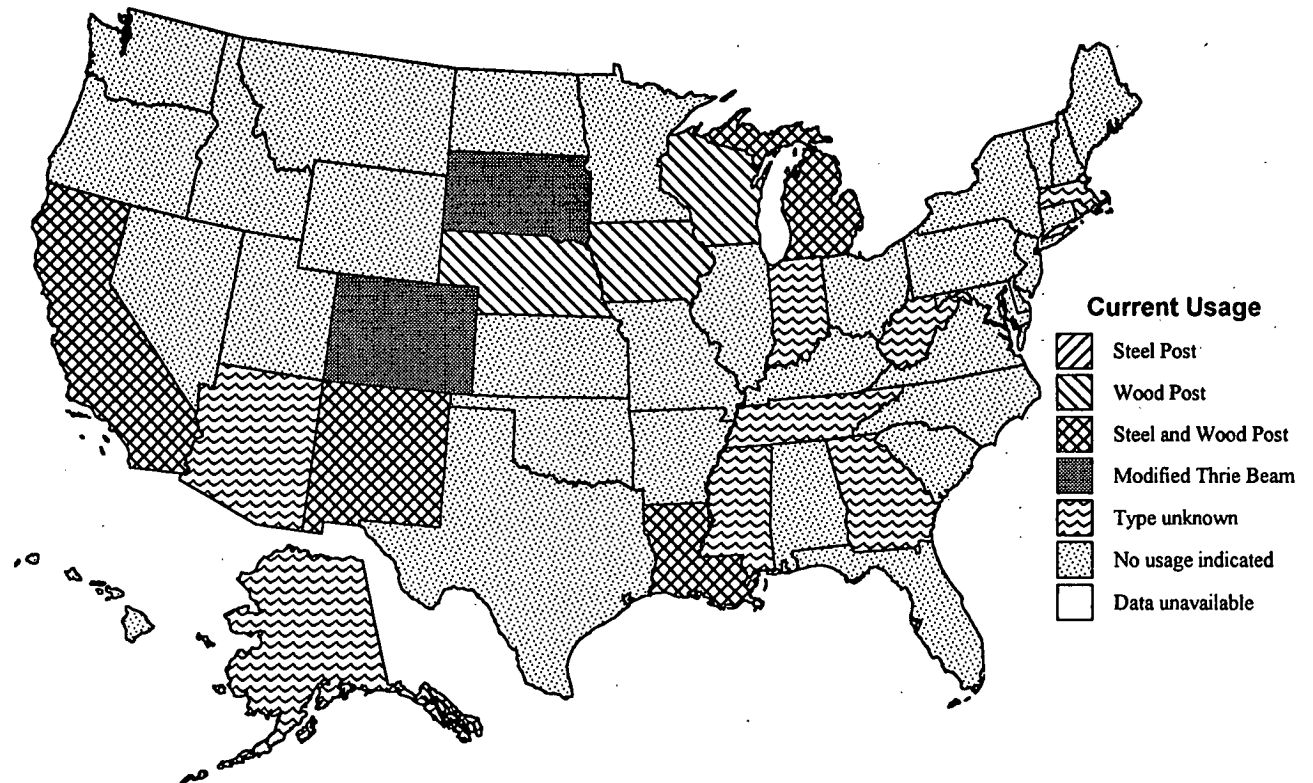 Current Usage
Steel Post
Wood Post
Steel and Wood Post
Modified Thrie Beam
Type unknown
No usage indicated
Data unavailable